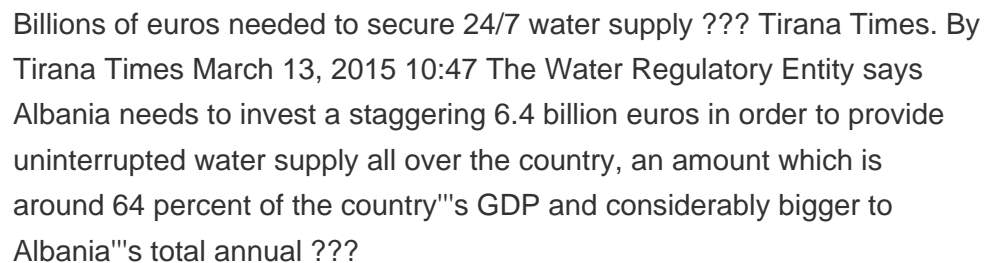 Billions of euros needed to secure 24/7 water supply ??? Tirana Times. By
Tirana Times March 13, 2015 10:47 The Water Regulatory Entity says
Albania needs to invest a staggering 6.4 billion euros in order to provide
uninterrupted water supply all over the country, an amount which is
around 64 percent of the country'''s GDP and considerably bigger to
Albania'''s total annual ???